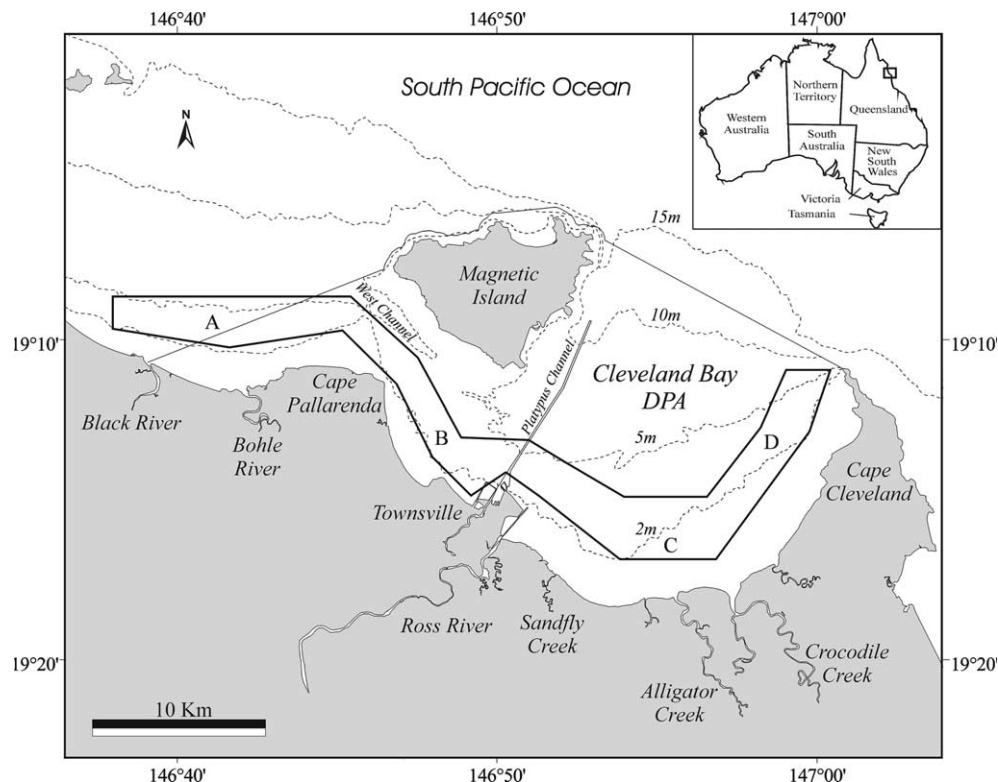 146°40'
146°50'
147°00'
South Pacific Ocean
N
Western
Australia
Northern
Territory
Queensland
South
Australia
New
South
Wales
Victoria
Tasmania
15m
Magnetic
Island
West Channel
A
10m
19°10'
19°10'
Platypus Channel
Cleveland Bay
DPA
Cape
Pallarenda
Black River
Bohle
River
B
5m
D
Cape
Cleveland
Townsville
2m
C
Ross River
Sandfly
Creek
Alligator
Creek
Crocodile
Creek
19°20'
19°20'
10 Km
146°40'
146°50'
147°00'